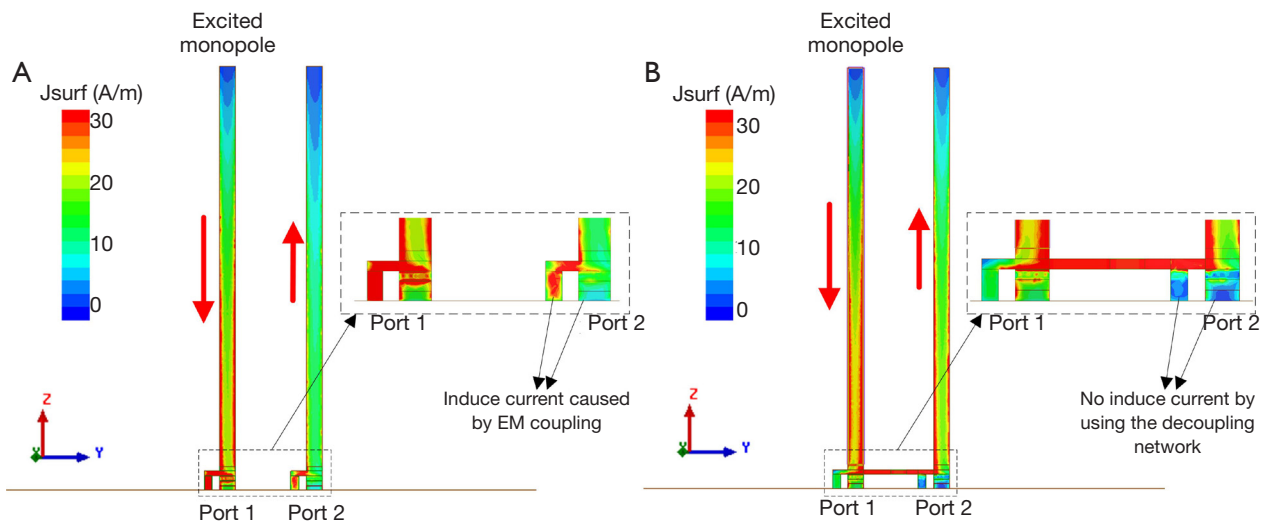 A
Excited
monopole
Jsurf (A/m)
30
20
10
0
Port 1
Port 2
Induce current caused
by EM coupling
Z
X
Y
Port 1
Port 2
B
Excited
monopole
Jsurf (A/m)
30
20
10
0
Port 1
Port 2
No induce current by
using the decoupling
network
Z
X
Y
Port 1
Port 2